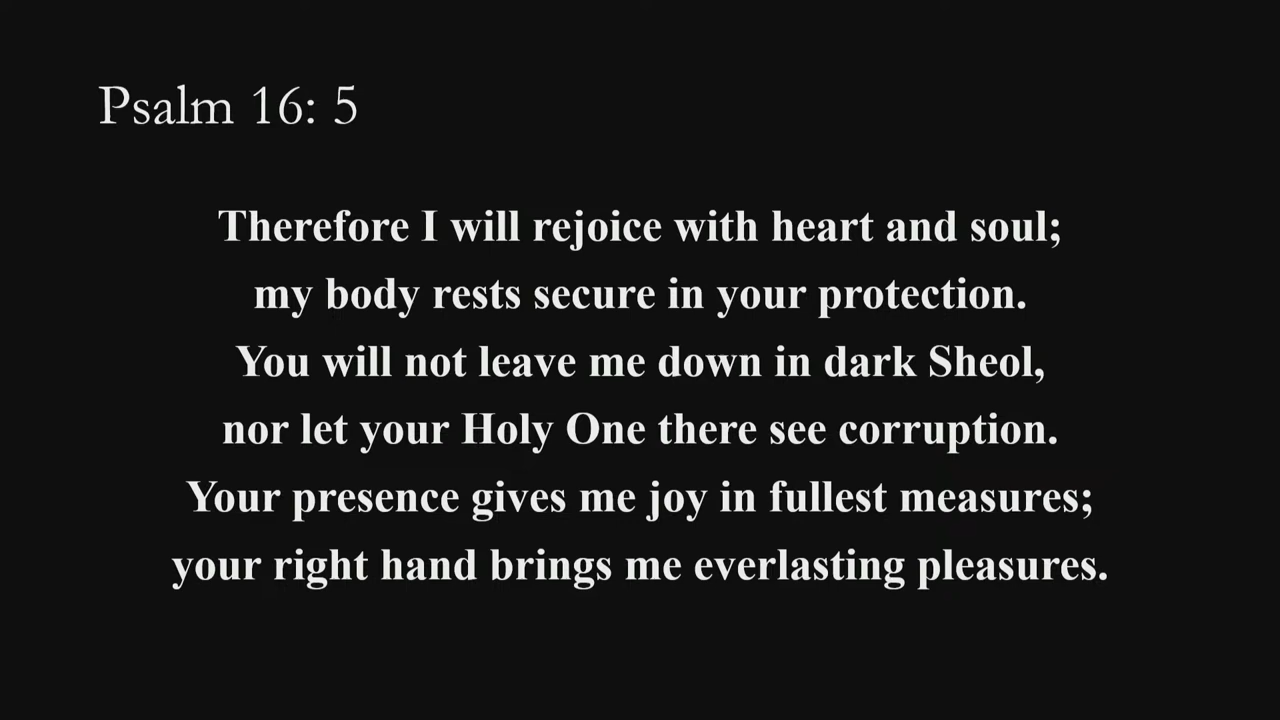 Psalm 16: 5
Therefore I will rejoice with heart and soul;
my body rests secure in your protection.
You will not leave me down in dark Sheol,
nor let your Holy One there see corruption.
Your presence gives me joy in fullest measures;
your right hand brings me everlasting pleasures.